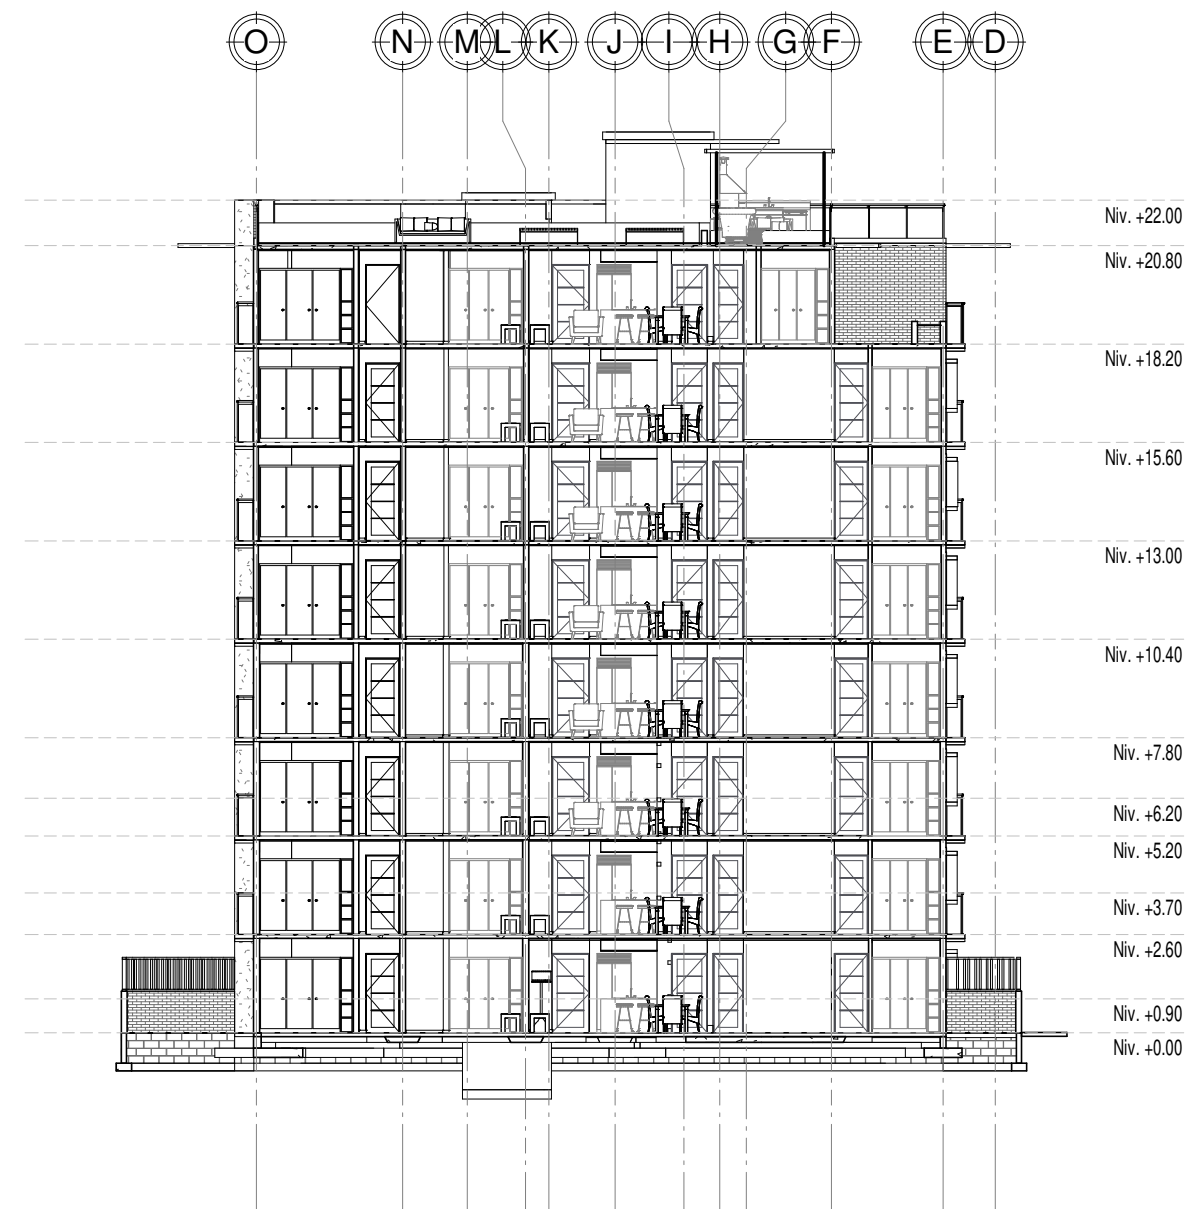 O N M L K J I H G F E D
Niv. +22.00
Niv. +20.80
Niv. +18.20
Niv. +15.60
Niv. +13.00
Niv. +10.40
Niv. +7.80
Niv. +6.20
Niv. +5.20
Niv. +3.70
Niv. +2.60
Niv. +0.90
Niv. +0.00